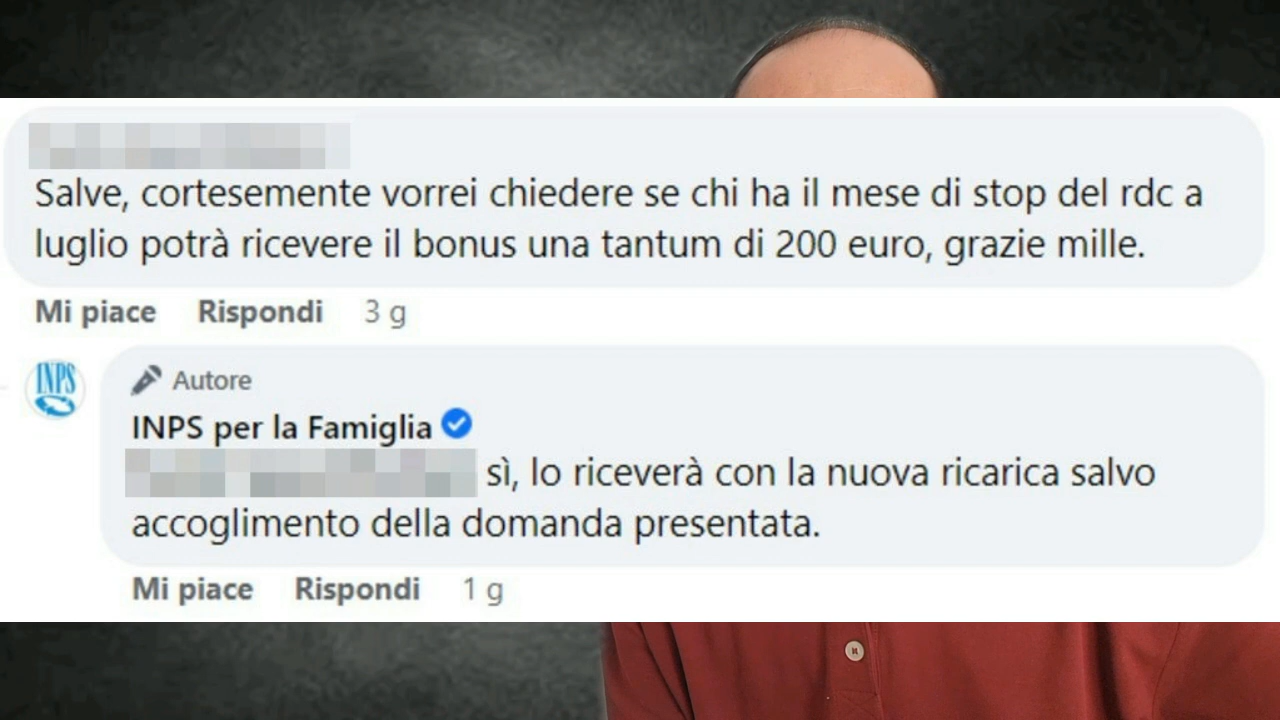 Salve, cortesemente vorrei chiedere se chi ha il mese di stop del rdc a
luglio potrà ricevere il bonus una tantum di 200 euro, grazie mille.
Mi piace Rispondi 3 g
INPS
Autore
INPS per la Famiglia
sì, lo riceverà con la nuova ricarica salvo
accoglimento della domanda presentata.
Mi piace Rispondi 1 g